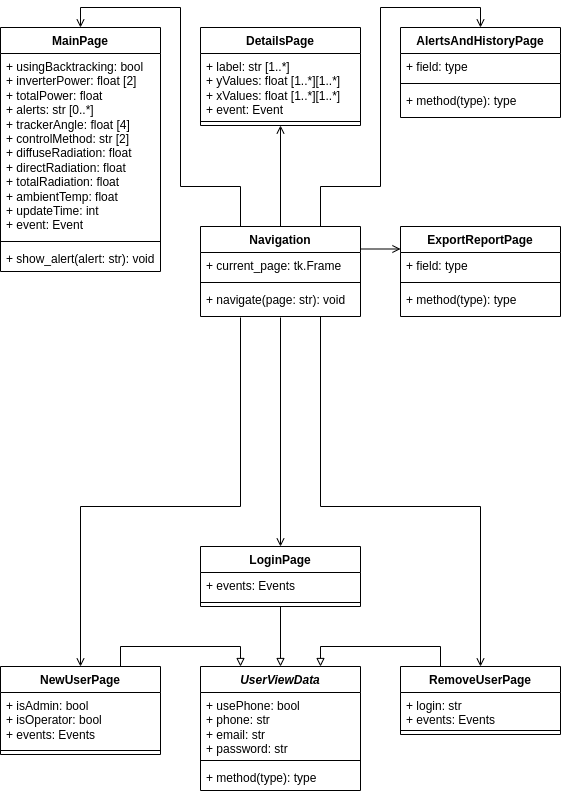 MainPage
+ usingBacktracking: bool
+ inverterPower: float [2]
+ totalPower: float
+ alerts: str [0..*]
+ trackerAngle: float [4]
+ controlMethod: str [2]
+ diffuseRadiation: float
+ directRadiation: float
+ totalRadiation: float
+ ambientTemp: float
+ updateTime: int
+ event: Event
+ show_alert(alert: str): void
DetailsPage
+ label: str [1..*]
+ yValues: float [1..*][1..*]
+ xValues: float [1..*][1..*]
+ event: Event
AlertsAndHistoryPage
+ field: type
+ method(type): type
Navigation
+ current_page: tk.Frame
+ navigate(page: str): void
ExportReportPage
+ field: type
+ method(type): type
LoginPage
+ events: Events
NewUserPage
+ isAdmin: bool
+ isOperator: bool
+ events: Events
UserViewData
+ usePhone: bool
+ phone: str
+ email: str
+ password: str
+ method(type): type
RemoveUserPage
+ login: str
+ events: Events